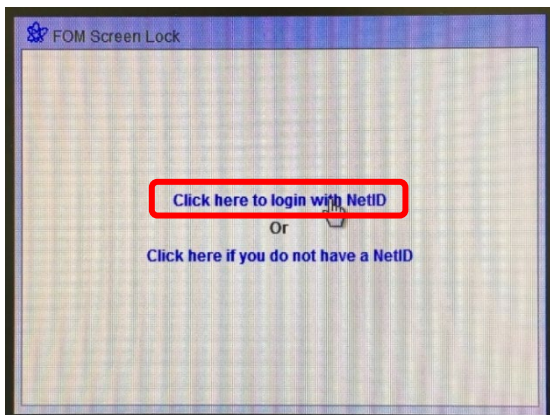 FOM Screen Lock
Click here to login with NetID
Or
Click here if you do not have a NetID